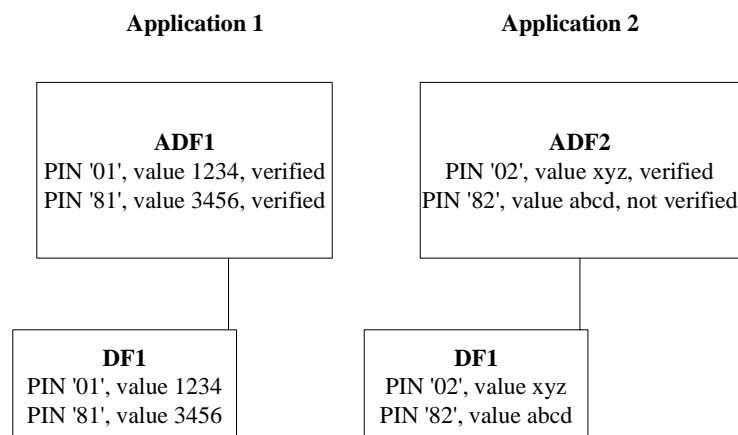 Application 1
Application 2
ADF1
PIN '01', value 1234, verified
PIN '81', value 3456, verified
ADF2
PIN '02', value xyz, verified
PIN '82', value abcd, not verified
DF1
PIN '01', value 1234
PIN '81', value 3456
DF1
PIN '02', value xyz
PIN '82', value abcd